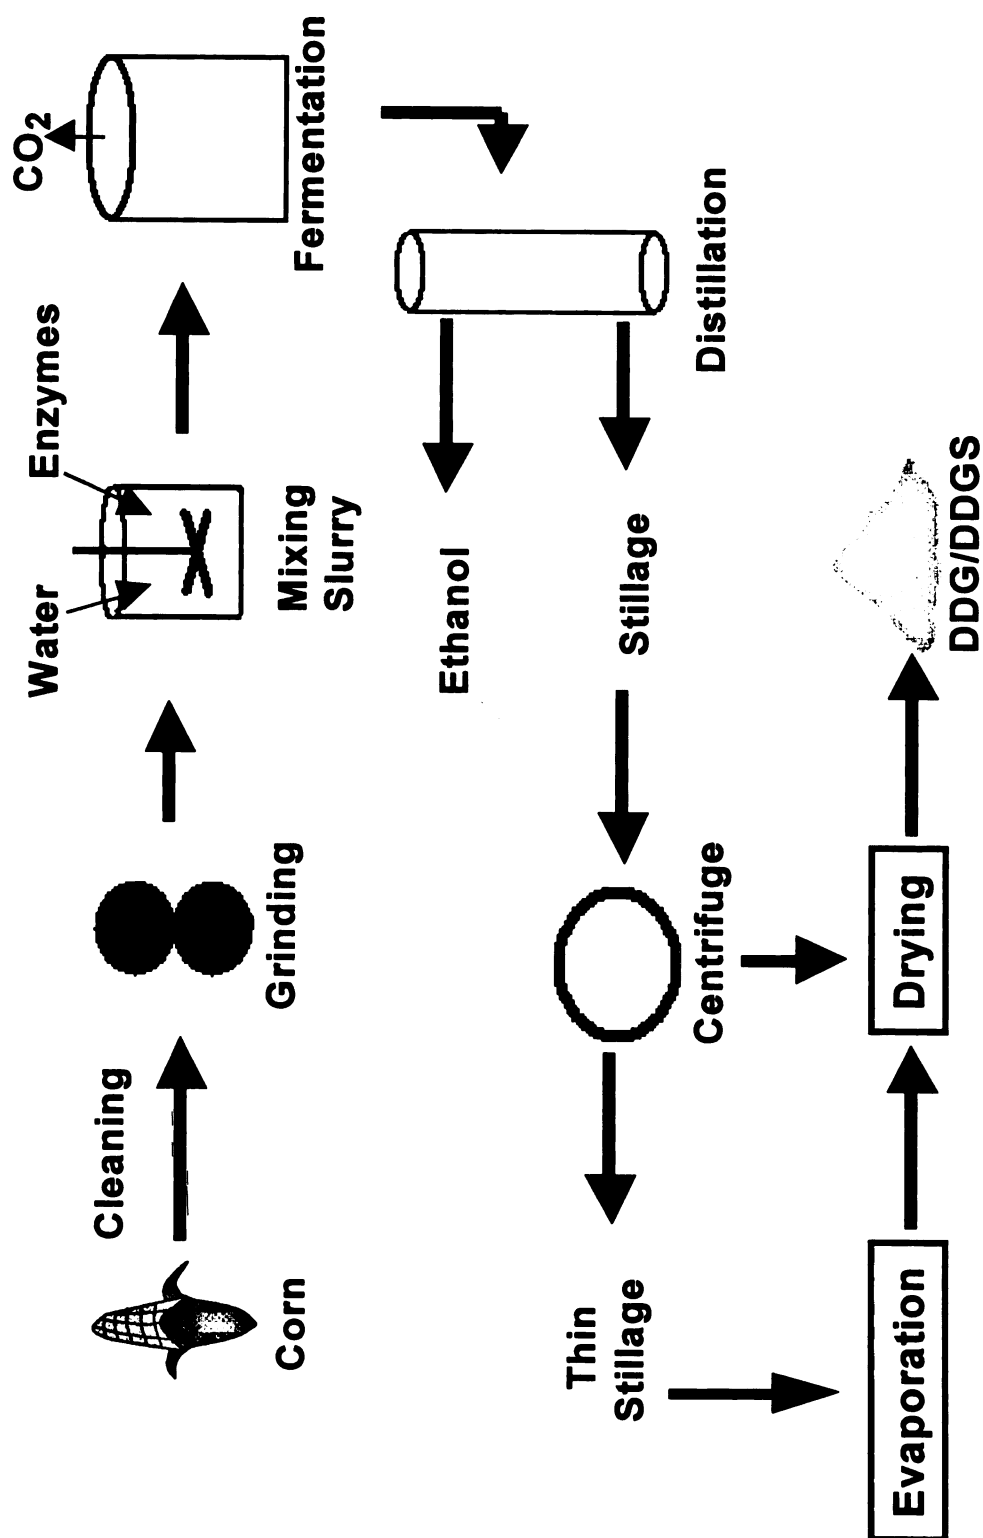 CO2
Water
Enzymes
Cleaning
Corn
Grinding
Mixing
Slurry
Fermentation
Ethanol
Distillation
Thin
Stillage
Centrifuge
Stillage
Evaporation
Drying
DDG/DDGS